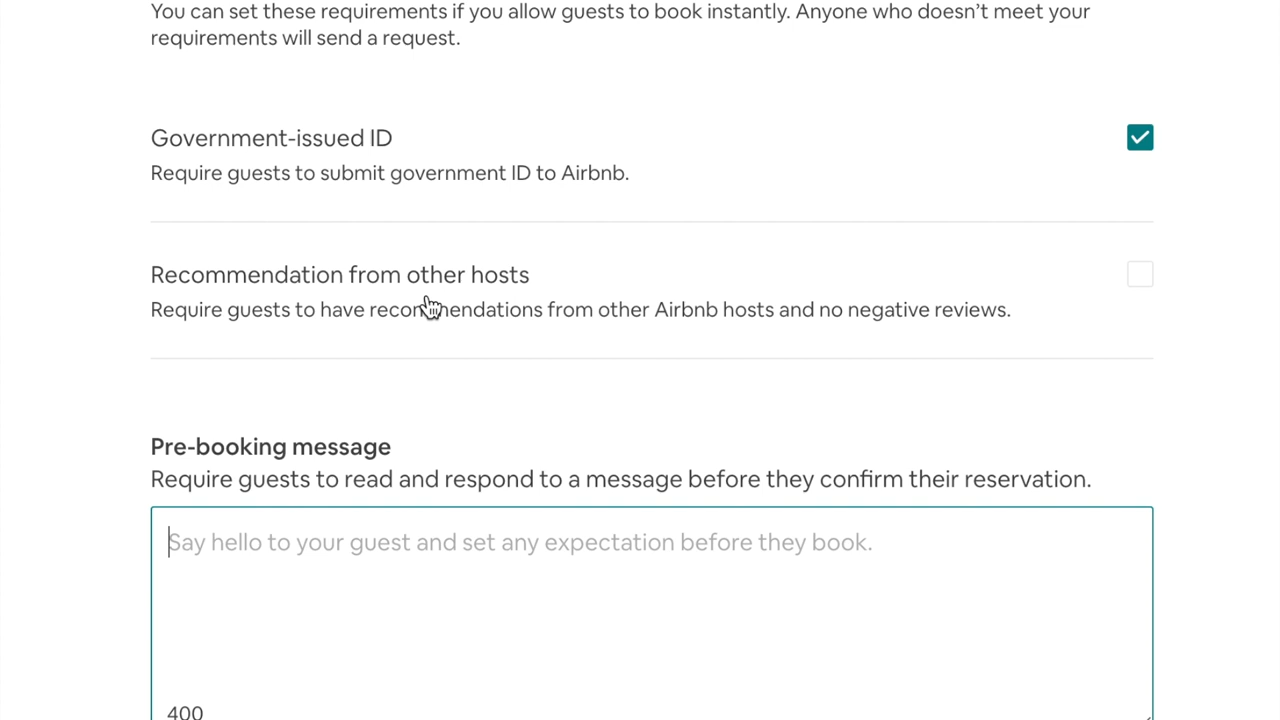 You can set these requirements if you allow guests to book instantly. Anyone who doesn’t meet your
requirements will send a request.
Government-issued ID
Require guests to submit government ID to Airbnb.
Recommendation from other hosts
Require guests to have recommendations from other Airbnb hosts and no negative reviews.
Pre-booking message
Require guests to read and respond to a message before they confirm their reservation.
Say hello to your guest and set any expectation before they book.
400